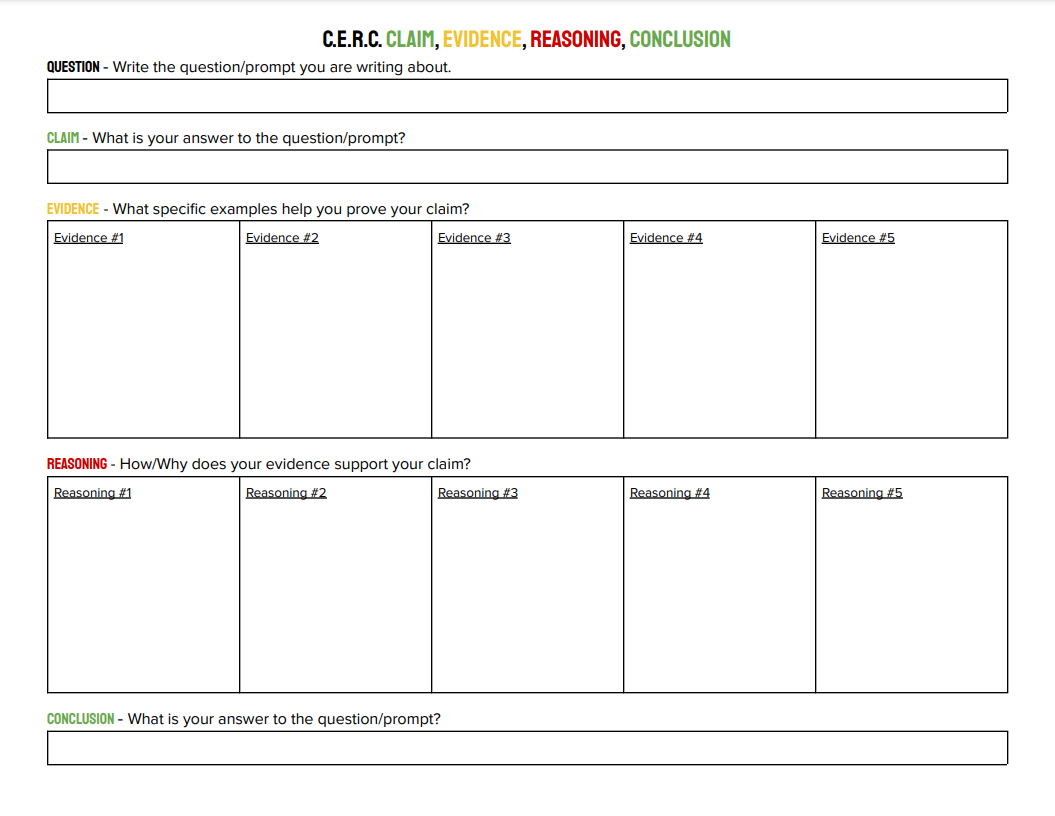 C.E.R.C. CLAIM, EVIDENCE, REASONING, CONCLUSION
QUESTION - Write the question/prompt you are writing about.
CLAIM - What is your answer to the question/prompt?
EVIDENCE - What specific examples help you prove your claim?
Evidence #1
Evidence #2
Evidence #3
Evidence #4
Evidence #5
REASONING - How/Why does your evidence support your claim?
Reasoning #1
Reasoning #2
Reasoning #3
Reasoning #4
Reasoning #5
CONCLUSION - What is your answer to the question/prompt?